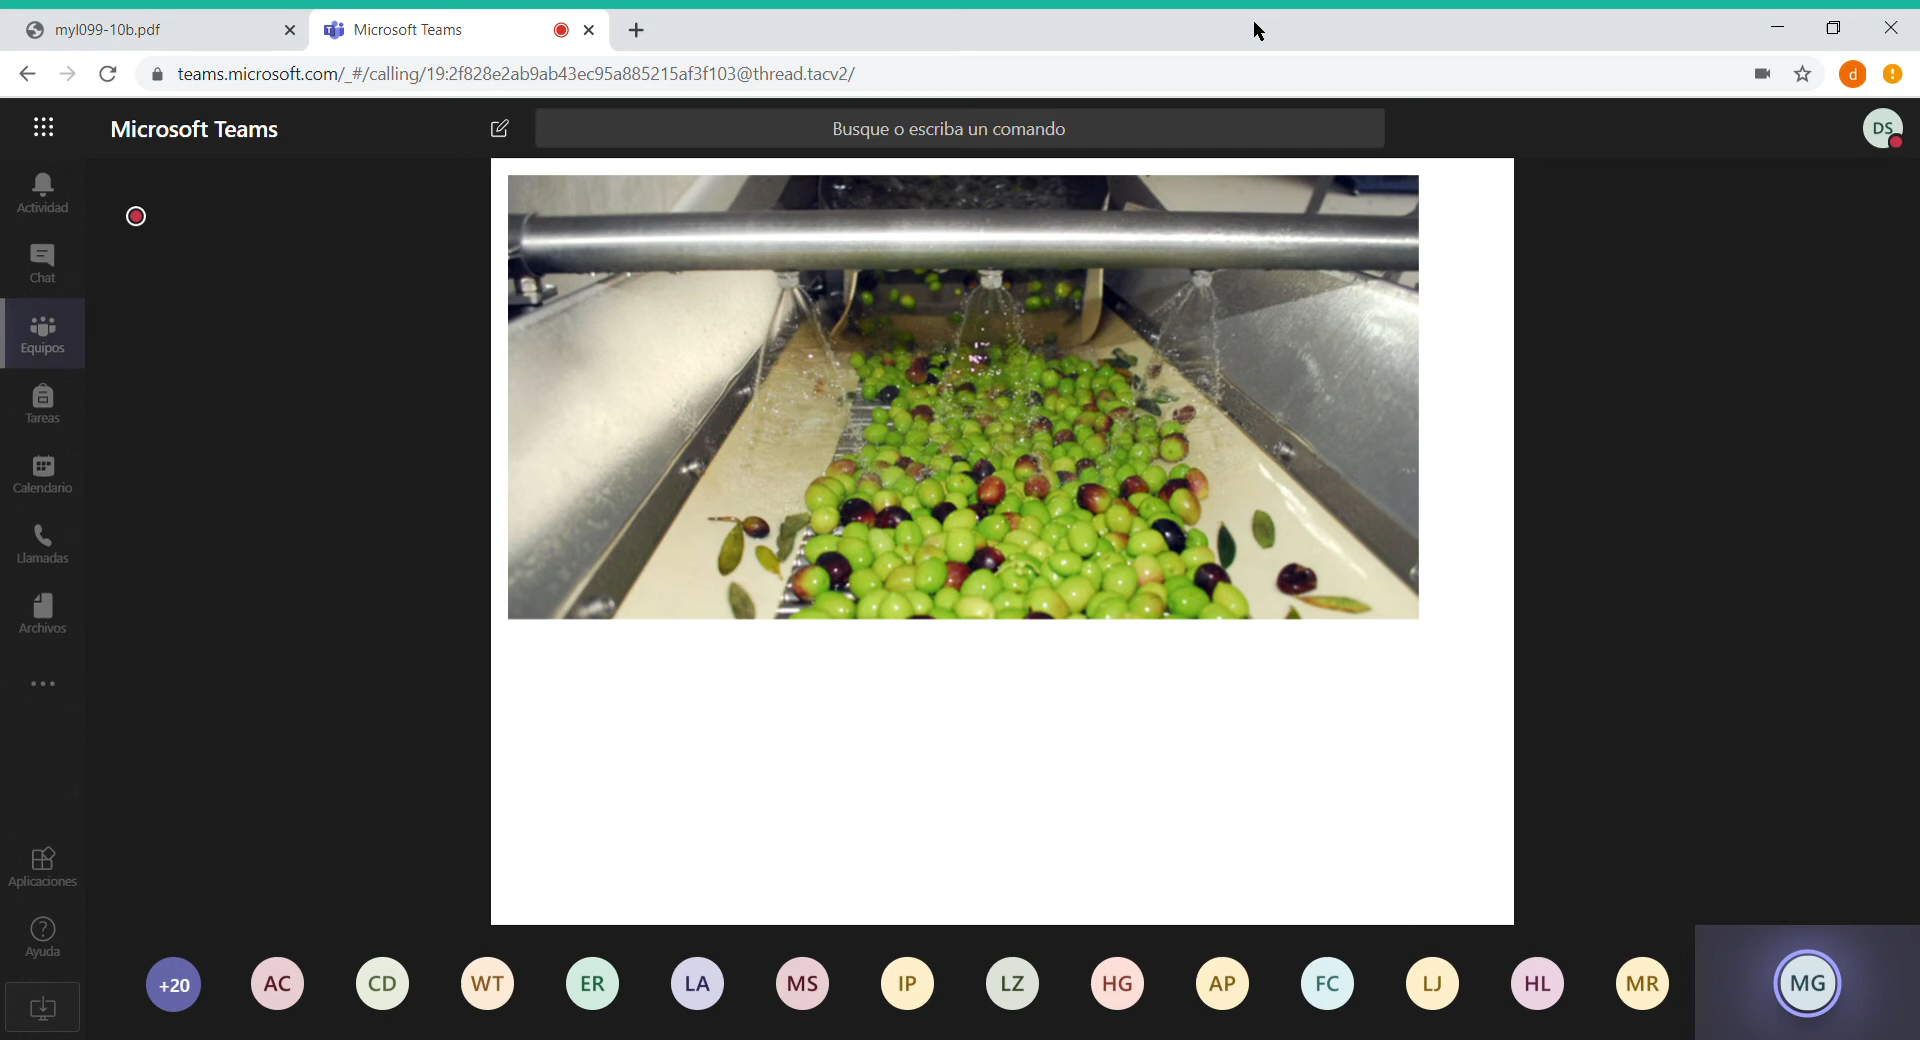 myl099-10b.pdf
Microsoft Teams
teams.microsoft.com/_#/calling/19:2f828e2ab9ab43ec95a885215af3f103@thread.tacv2/
d
Microsoft Teams
Busque o escriba un comando
DS
Actividad
Chat
Equipos
Tareas
Calendario
Llamadas
Archivos
Aplicaciones
Ayuda
+20
AC
CD
WT
ER
LA
MS
IP
LZ
HG
AP
FC
LJ
HL
MR
MG